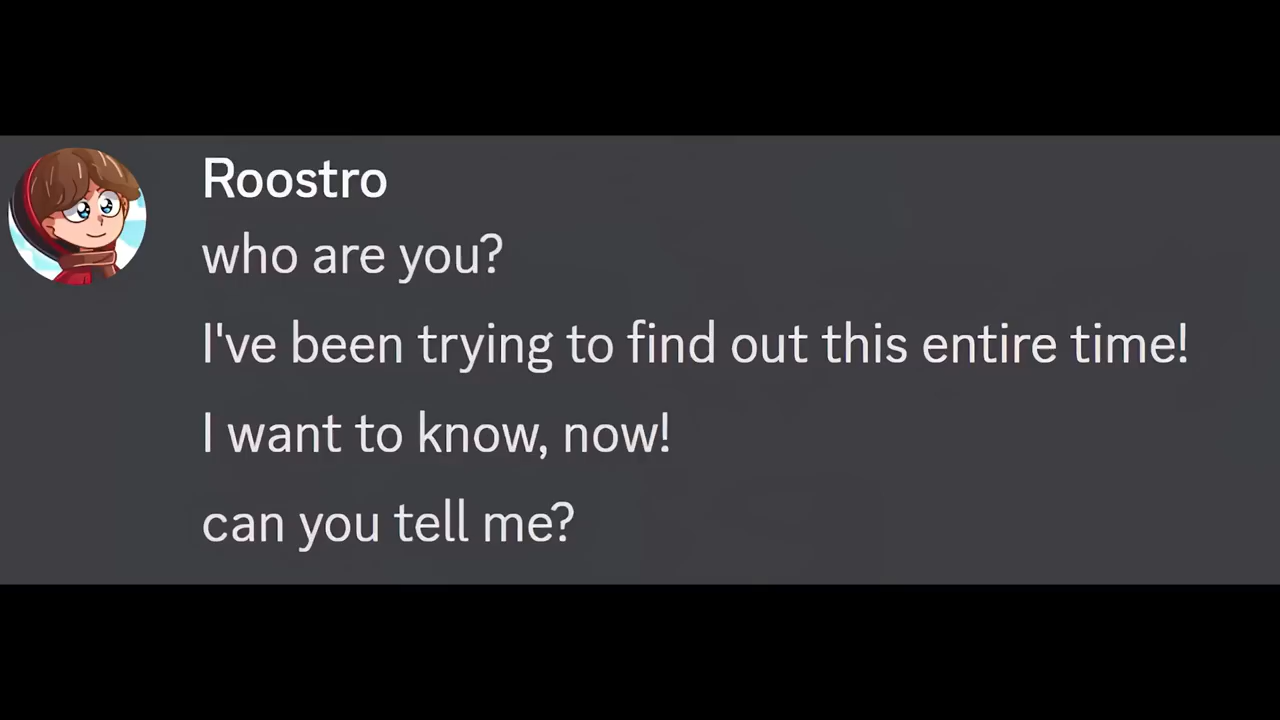 Roostro
who are you?
I've been trying to find out this entire time!
I want to know, now!
can you tell me?